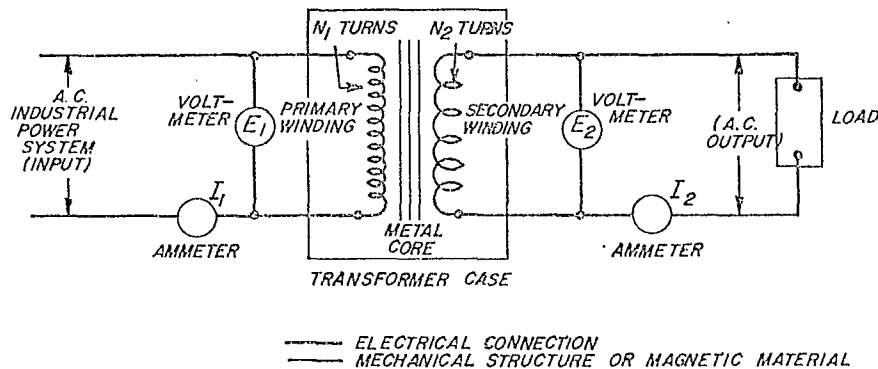 N1 TURNS
N2 TURNS
A.C.
INDUSTRIAL
POWER
SYSTEM
(INPUT)
VOLT-
METER
E1
PRIMARY
WINDING
SECONDARY
WINDING
E2
VOLT-
METER
(A.C.
OUTPUT)
LOAD
I1
AMMETER
METAL
CORE
I2
AMMETER
TRANSFORMER CASE
ELECTRICAL CONNECTION
MECHANICAL STRUCTURE OR MAGNETIC MATERIAL